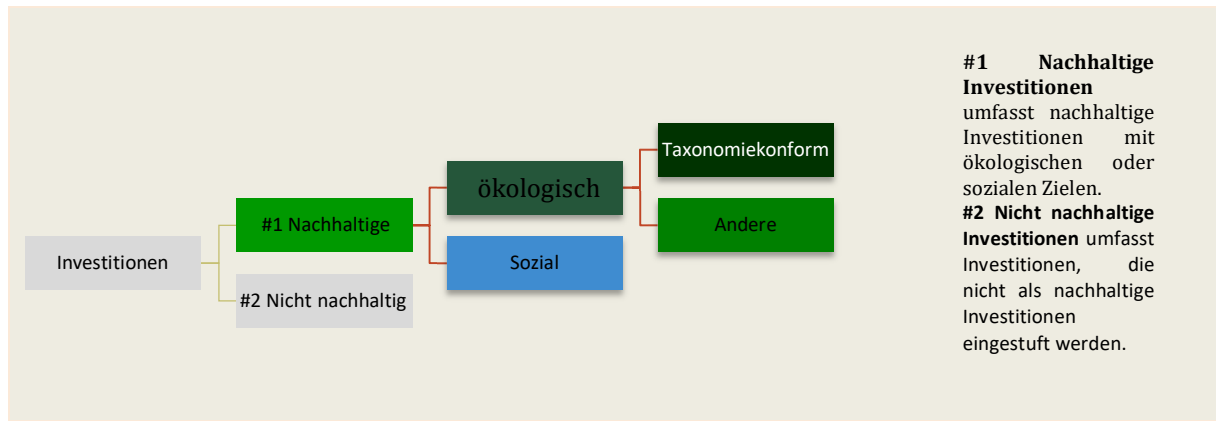 Investitionen
#1 Nachhaltige
#2 Nicht nachhaltig
ökologisch
Sozial
Taxonomiekonform
Andere
#1 Nachhaltige
Investitionen
umfasst nachhaltige
Investitionen mit
ökologischen oder
sozialen Zielen.
#2 Nicht nachhaltige
Investitionen umfasst
Investitionen, die
nicht als nachhaltige
Investitionen
eingestuft werden.